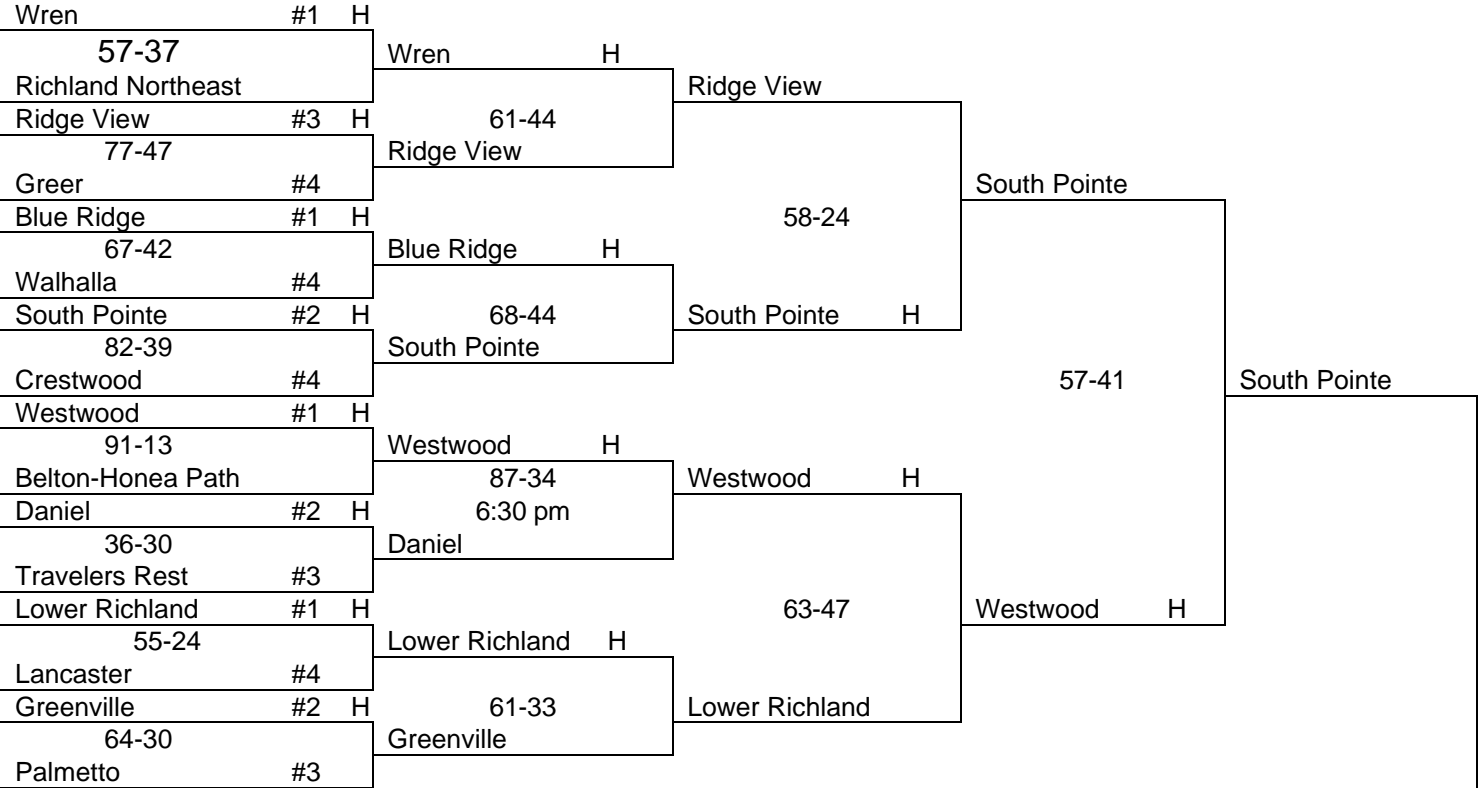 Wren #1 H
57-37
Wren H
Richland Northeast
Ridge View
Ridge View #3 H
61-44
77-47
Ridge View
Greer #4
South Pointe
Blue Ridge #1 H
58-24
67-42
Blue Ridge H
Walhalla #4
South Pointe #2 H
68-44
South Pointe H
82-39
South Pointe
Crestwood #4
57-41
South Pointe
Westwood #1 H
91-13
Westwood H
Belton-Honea Path
87-34
Westwood H
Daniel #2 H
6:30 pm
36-30
Daniel
Travelers Rest #3
Lower Richland #1 H
63-47
Westwood H
55-24
Lower Richland H
Lancaster #4
Greenville #2 H
61-33
Lower Richland
64-30
Greenville
Palmetto #3